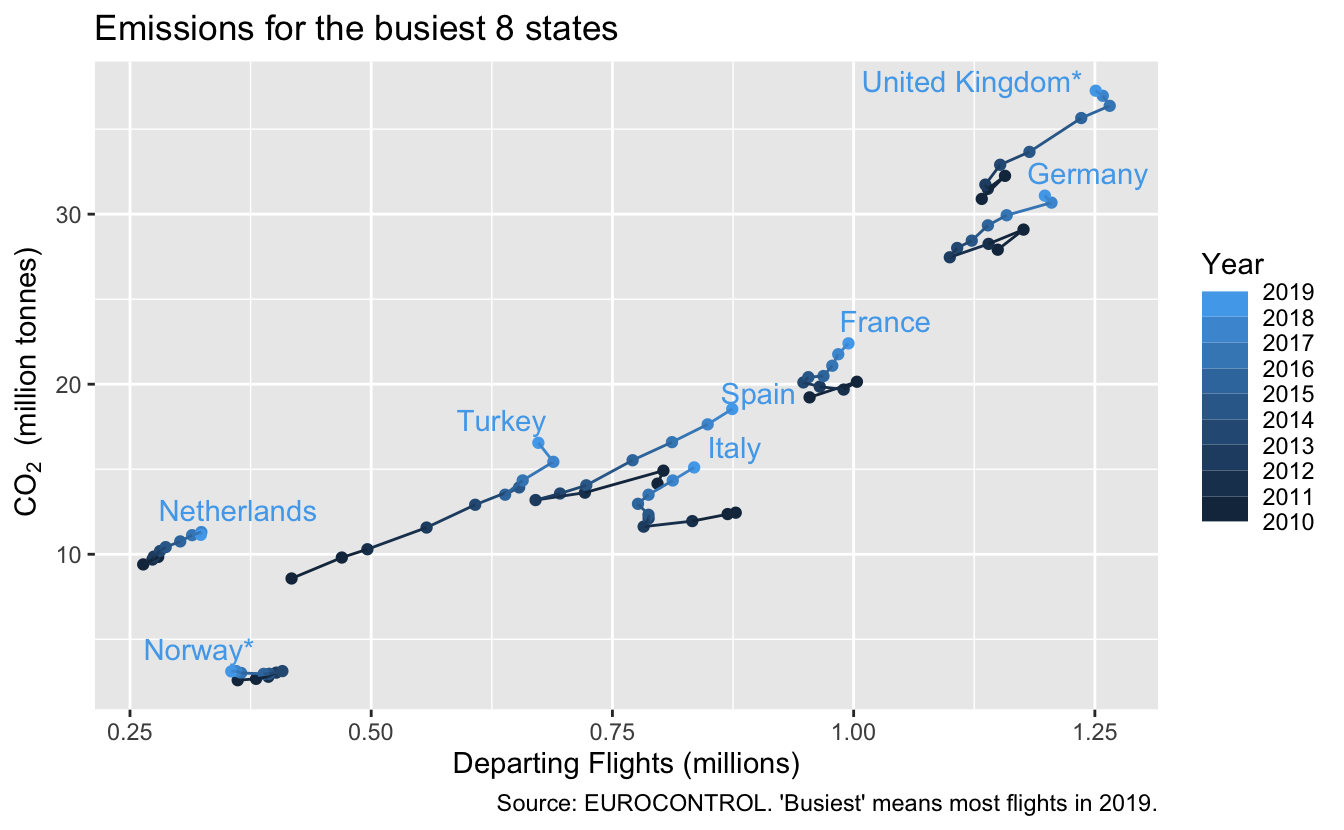 Emissions for the busiest 8 states
United Kingdom*
Germany
France
Spain
Turkey
Italy
Netherlands
Norway*
30
20
10
CO2 (million tonnes)
0.25 0.50 0.75 1.00 1.25
Departing Flights (millions)
Year
2019
2018
2017
2016
2015
2014
2013
2012
2011
2010
Source: EUROCONTROL. 'Busiest' means most flights in 2019.